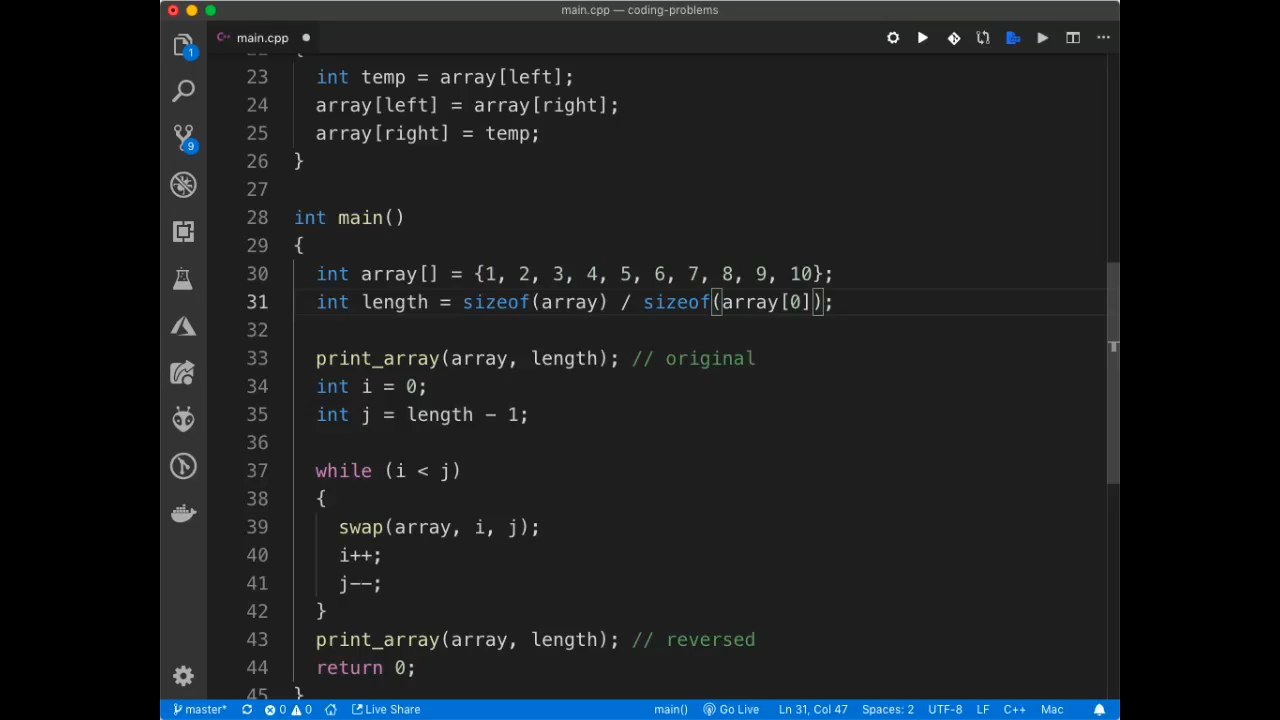 main.cpp — coding-problems
main.cpp
1
9
23 int temp = array[left];
24 array[left] = array[right];
25 array[right] = temp;
26 }
27
28 int main()
29 {
30 int array[] = {1, 2, 3, 4, 5, 6, 7, 8, 9, 10};
31 int length = sizeof(array) / sizeof(array[0]);
32
33 print_array(array, length); // original
34 int i = 0;
35 int j = length - 1;
36
37 while (i < j)
38 {
39 swap(array, i, j);
40 i++;
41 j--;
42 }
43 print_array(array, length); // reversed
44 return 0;
45 }
master* 0 0 Live Share main() Go Live Ln 31, Col 47 Spaces: 2 UTF-8 LF C++ Mac